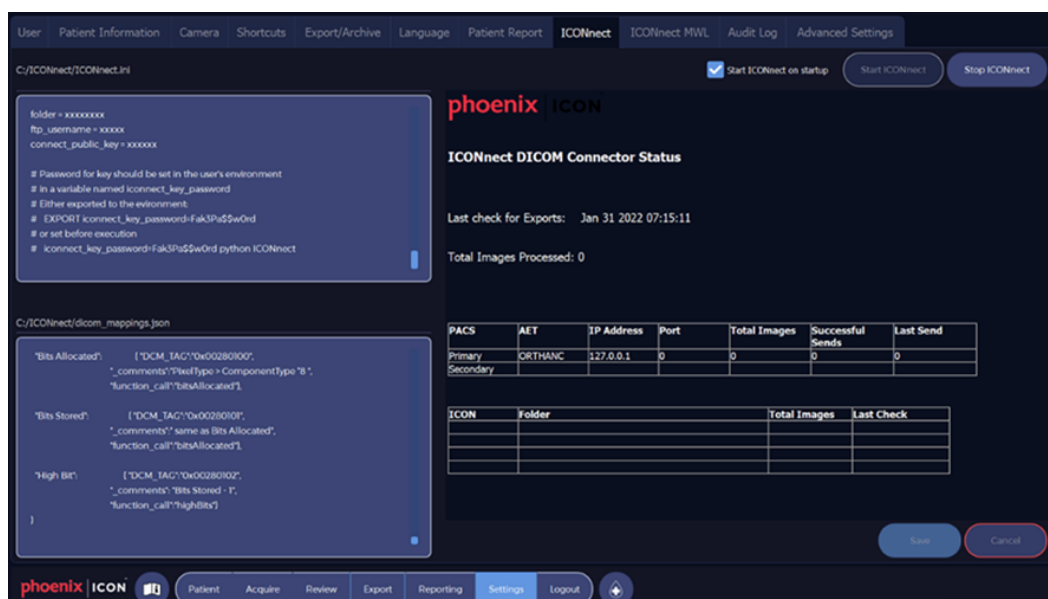 User Patient Information Camera Shortcuts Export/Archive Language Patient Report ICONnect ICONnect MWL Audit Log Advanced Settings
C:/ICONnect/ICONnect.ini
Start ICONnect on startup
Start ICONnect
Stop ICONnect
folder = xxxxxxxx
ftp_username = xxxxx
connect_public_key = xxxxxx
# Password for key should be set in the user's environment
# in a variable named iconnect_key_password
# Either exported to the evironment:
# EXPORT iconnect_key_password=Fak3Pa$$w0rd
# or set before execution
# iconnect_key_password=Fak3Pa$$w0rd python ICONnect
phoenix | ICON
ICONnect DICOM Connector Status
Last check for Exports: Jan 31 2022 07:15:11
Total Images Processed: 0
C:/ICONnect/dicom_mappings.json
"Bits Allocated": { "DCM_TAG":"0x00280100",
"_comments":"PixelType > ComponentType "8 ",
"function_call":"bitsAllocated"},
"Bits Stored": { "DCM_TAG":"0x00280101",
"_comments":" same as Bits Allocated",
"function_call":"bitsAllocated"},
"High Bit": { "DCM_TAG":"0x00280102",
"_comments": "Bits Stored - 1",
"function_call":"highBits"}
}
PACS AET IP Address Port Total Images Successful Sends Last Send
Primary ORTHANC 127.0.0.1 0 0 0 0
Secondary
ICON Folder Total Images Last Check
Save
Cancel
phoenix | ICON
Patient Acquire Review Export Reporting Settings Logout